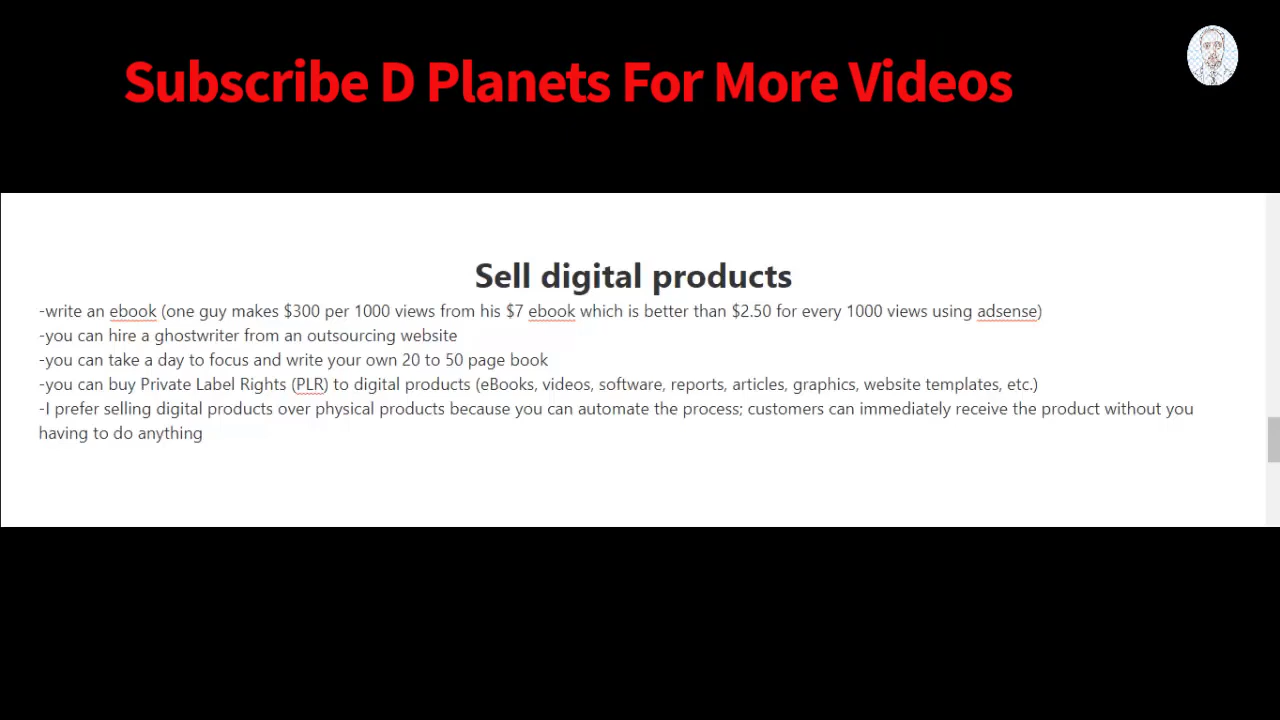 Subscribe D Planets For More Videos
Sell digital products
-write an ebook (one guy makes $300 per 1000 views from his $7 ebook which is better than $2.50 for every 1000 views using adsense)
-you can hire a ghostwriter from an outsourcing website
-you can take a day to focus and write your own 20 to 50 page book
-you can buy Private Label Rights (PLR) to digital products (eBooks, videos, software, reports, articles, graphics, website templates, etc.)
-I prefer selling digital products over physical products because you can automate the process; customers can immediately receive the product without you
having to do anything